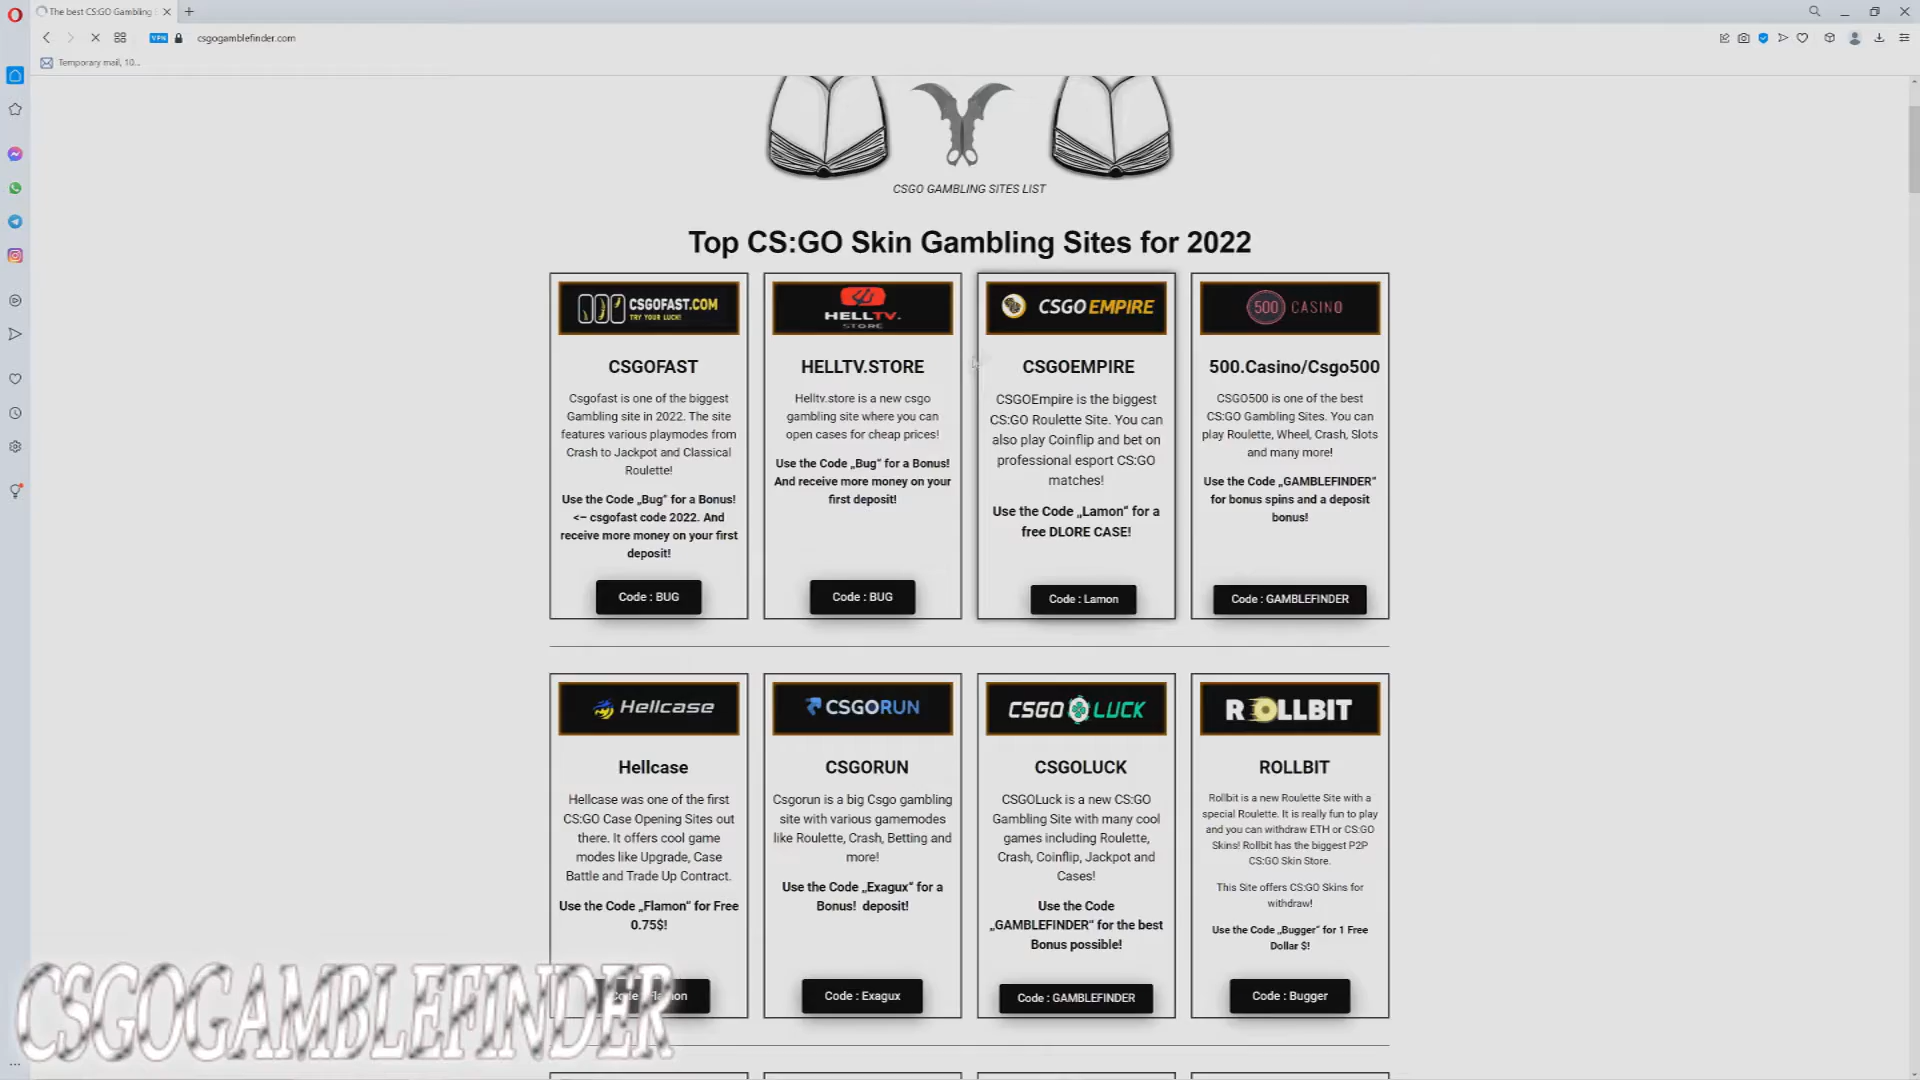 The best CS:GO Gambling
VPN
csgogamblefinder.com
Temporary mail, 10...
CSGO GAMBLING SITES LIST
Top CS:GO Skin Gambling Sites for 2022
CSGOFAST.COM
TRY YOUR LUCK!
CSGOFAST
Csgofast is one of the biggest
Gambling site in 2022. The site
features various playmodes from
Crash to Jackpot and Classical
Roulette!
Use the Code „Bug“ for a Bonus!
<– csgofast code 2022. And
receive more money on your first
deposit!
Code : BUG
HELLTV.
STORE
HELLTV.STORE
Helltv.store is a new csgo
gambling site where you can
open cases for cheap prices!
Use the Code „Bug“ for a Bonus!
And receive more money on your
first deposit!
Code : BUG
CSGOEMPIRE
CSGOEMPIRE
CSGOEmpire is the biggest
CS:GO Roulette Site. You can
also play Coinflip and bet on
professional esport CS:GO
matches!
Use the Code „Lamon“ for a
free DLORE CASE!
Code : Lamon
500 CASINO
500.Casino/Csgo500
CSGO500 is one of the best
CS:GO Gambling Sites. You can
play Roulette, Wheel, Crash, Slots
and many more!
Use the Code „GAMBLEFINDER“
for bonus spins and a deposit
bonus!
Code : GAMBLEFINDER
Hellcase
Hellcase
Hellcase was one of the first
CS:GO Case Opening Sites out
there. It offers cool game
modes like Upgrade, Case
Battle and Trade Up Contract.
Use the Code „Flamon“ for Free
0.75$!
Code : Flamon
CSGORUN
CSGORUN
Csgorun is a big Csgo gambling
site with various gamemodes
like Roulette, Crash, Betting and
more!
Use the Code „Exagux“ for a
Bonus! deposit!
Code : Exagux
CSGO LUCK
CSGOLUCK
CSGOLuck is a new CS:GO
Gambling Site with many cool
games including Roulette,
Crash, Coinflip, Jackpot and
Cases!
Use the Code
„GAMBLEFINDER“ for the best
Bonus possible!
Code : GAMBLEFINDER
ROLLBIT
ROLLBIT
Rollbit is a new Roulette Site with a
special Roulette. It is really fun to play
and you can withdraw ETH or CS:GO
Skins! Rollbit has the biggest P2P
CS:GO Skin Store.
This Site offers CS:GO Skins for
withdraw!
Use the Code „Bugger“ for 1 Free
Dollar $!
Code : Bugger
CSGOGAMBLEFINDER